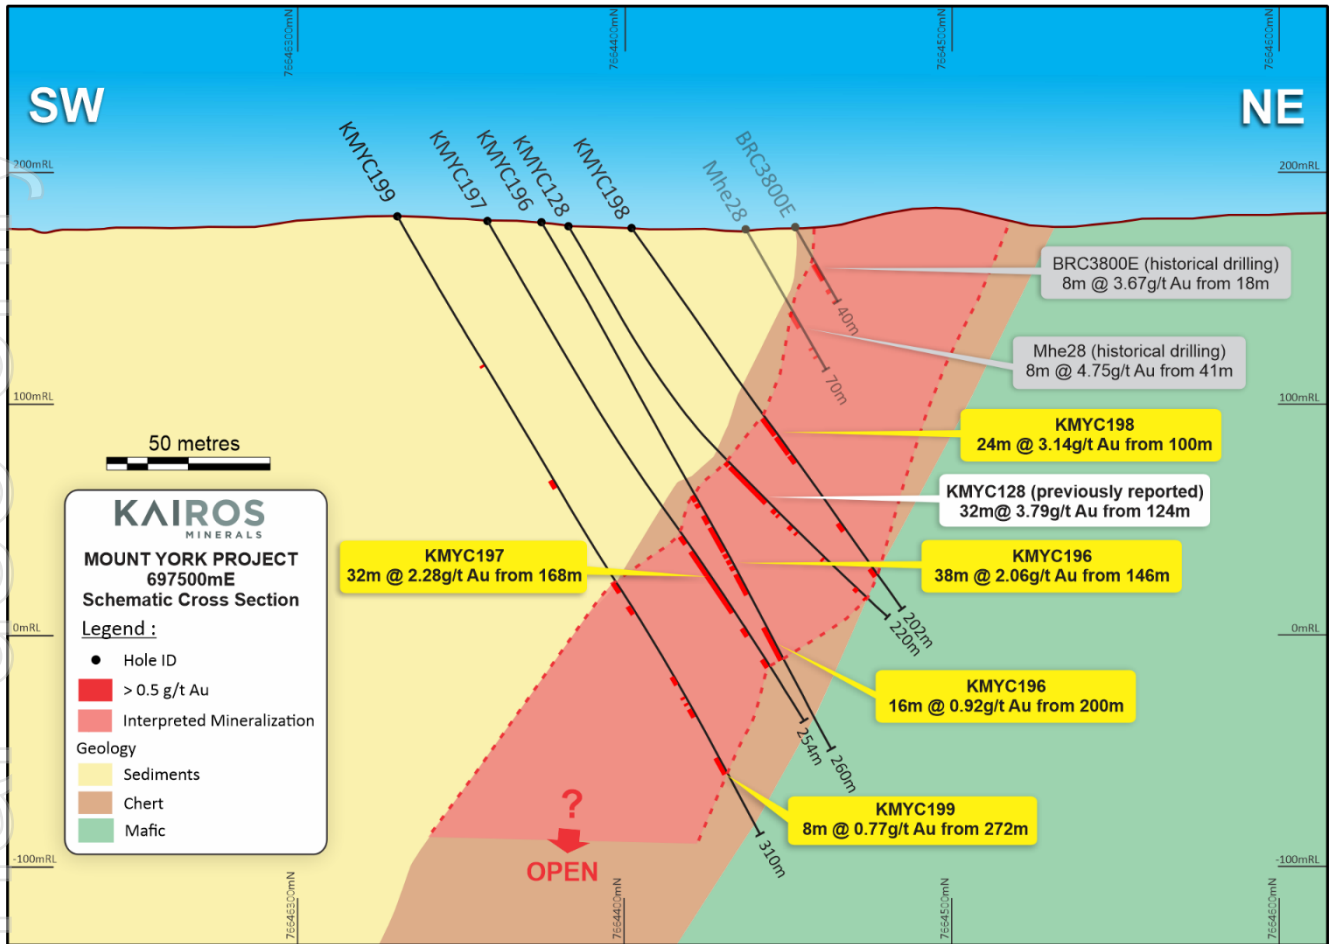 7664300mN
7664400mN
7664500mN
7664600mN
SW
NE
200mRL
200mRL
KMYC199
KMYC197
KMYC196
KMYC128
KMYC198
Mhe28
BRC3800E
BRC3800E (historical drilling)
8m @ 3.67g/t Au from 18m
40m
Mhe28 (historical drilling)
8m @ 4.75g/t Au from 41m
70m
100mRL
100mRL
KMYC198
24m @ 3.14g/t Au from 100m
50 metres
KMYC128 (previously reported)
32m@ 3.79g/t Au from 124m
KAIROS
MINERALS
MOUNT YORK PROJECT
697500mE
Schematic Cross Section
Legend :
Hole ID
> 0.5 g/t Au
Interpreted Mineralization
Geology
Sediments
Chert
Mafic
KMYC197
32m @ 2.28g/t Au from 168m
KMYC196
38m @ 2.06g/t Au from 146m
202m
220m
0mRL
0mRL
KMYC196
16m @ 0.92g/t Au from 200m
254m
260m
KMYC199
8m @ 0.77g/t Au from 272m
310m
?
OPEN
-100mRL
-100mRL
7664300mN
7664400mN
7664500mN
7664600mN